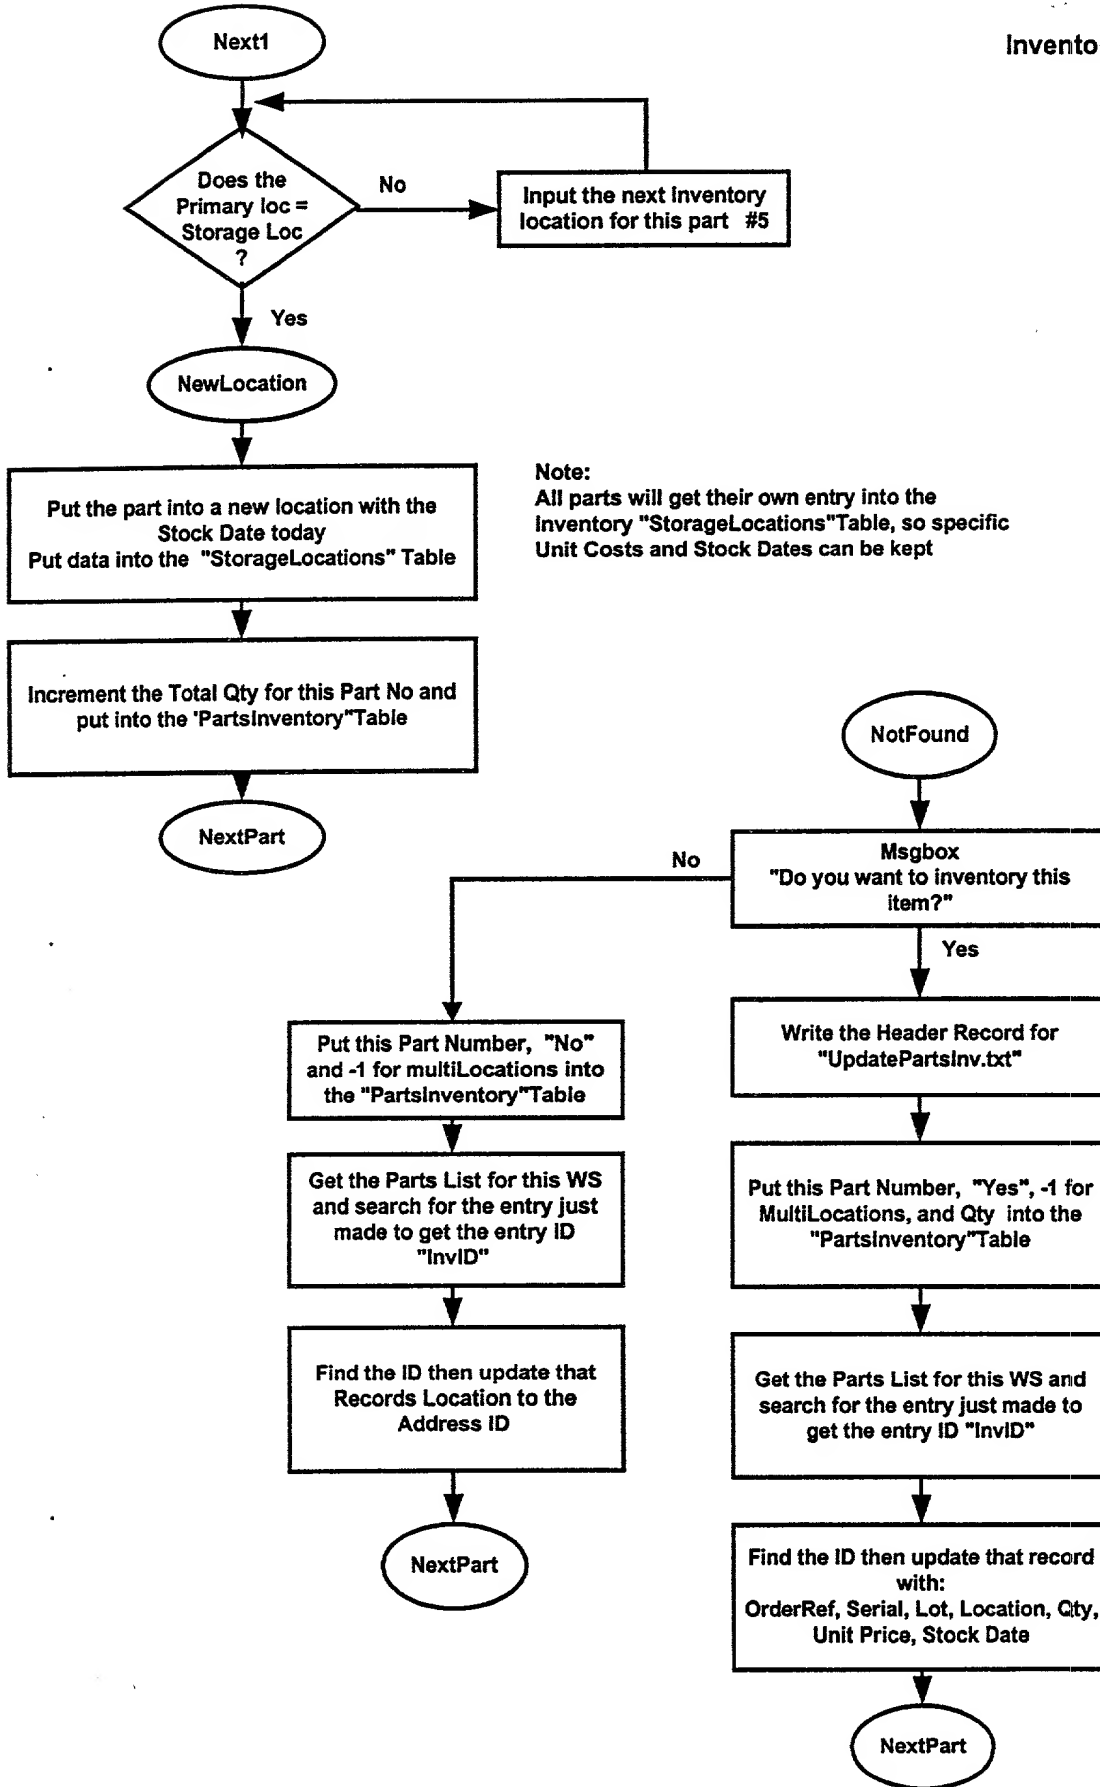 Next1
Invento
Does the
Primary loc =
Storage Loc
?
No
Input the next Inventory
location for this part #5
Yes
NewLocation
Put the part into a new location with the
Stock Date today
Put data into the "StorageLocations" Table
Note:
All parts will get their own entry into the
Inventory "StorageLocations"Table, so specific
Unit Costs and Stock Dates can be kept
Increment the Total Qty for this Part No and
put into the 'PartsInventory"Table
NextPart
NotFound
Msgbox
"Do you want to inventory this
item?"
No
Yes
Put this Part Number, "No"
and -1 for multiLocations into
the "PartsInventory"Table
Get the Parts List for this WS
and search for the entry just
made to get the entry ID
"InvID"
Find the ID then update that
Records Location to the
Address ID
NextPart
Write the Header Record for
"UpdatePartsInv.txt"
Put this Part Number, "Yes", -1 for
MultiLocations, and Qty into the
"PartsInventory"Table
Get the Parts List for this WS and
search for the entry just made to
get the entry ID "InvID"
Find the ID then update that record
with:
OrderRef, Serial, Lot, Location, Qty,
Unit Price, Stock Date
NextPart